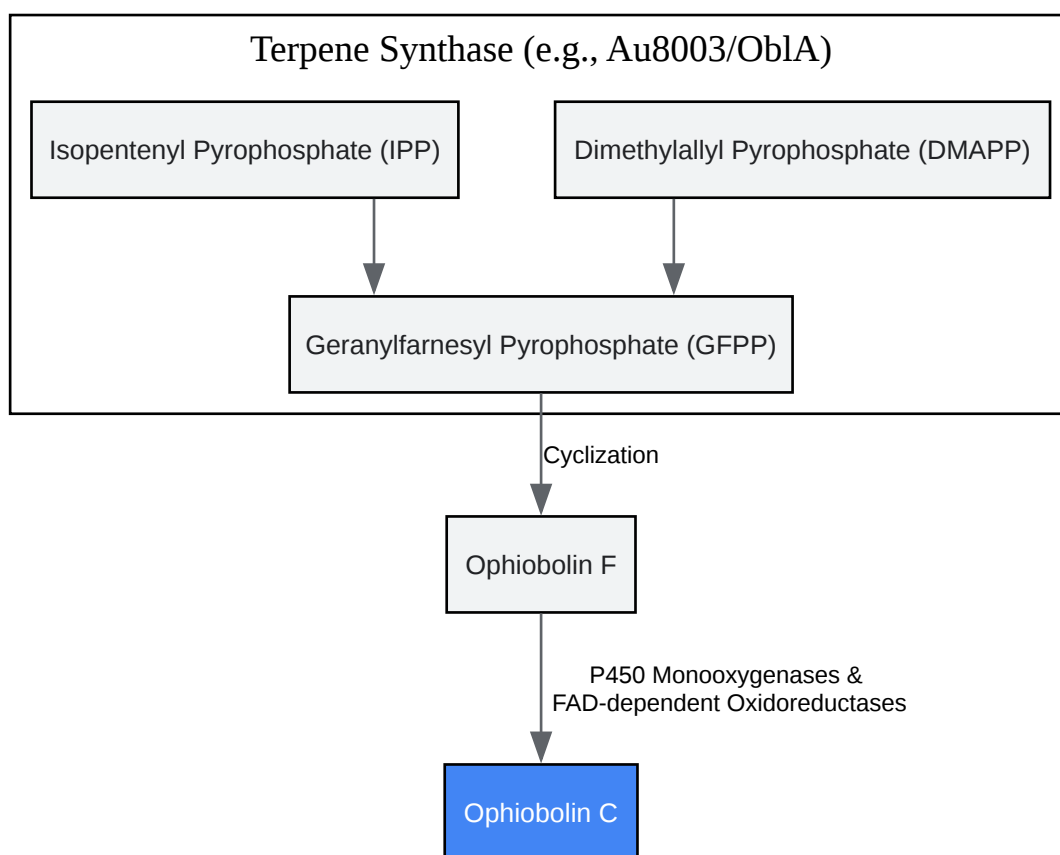 Terpene Synthase (e.g., Au8003/OblA)
Isopentenyl Pyrophosphate (IPP)
Dimethylallyl Pyrophosphate (DMAPP)
Geranylfarnesyl Pyrophosphate (GFPP)
Cyclization
Ophiobolin F
P450 Monooxygenases &
FAD-dependent Oxidoreductases
Ophiobolin C